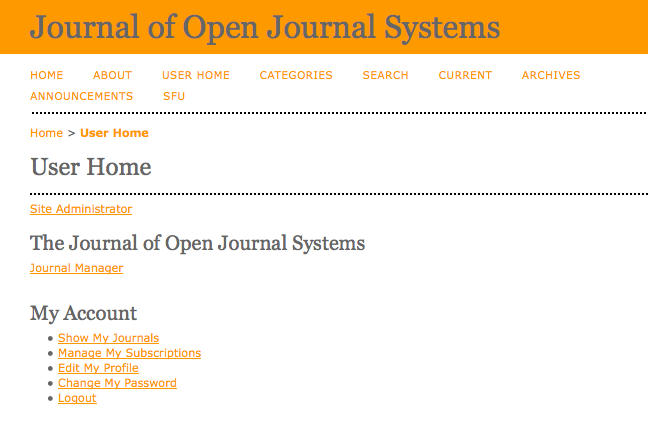 Journal of Open Journal Systems
HOME ABOUT USER HOME CATEGORIES SEARCH CURRENT ARCHIVES
ANNOUNCEMENTS SFU
Home > User Home
User Home
Site Administrator
The Journal of Open Journal Systems
Journal Manager
My Account
• Show My Journals
• Manage My Subscriptions
• Edit My Profile
• Change My Password
• Logout